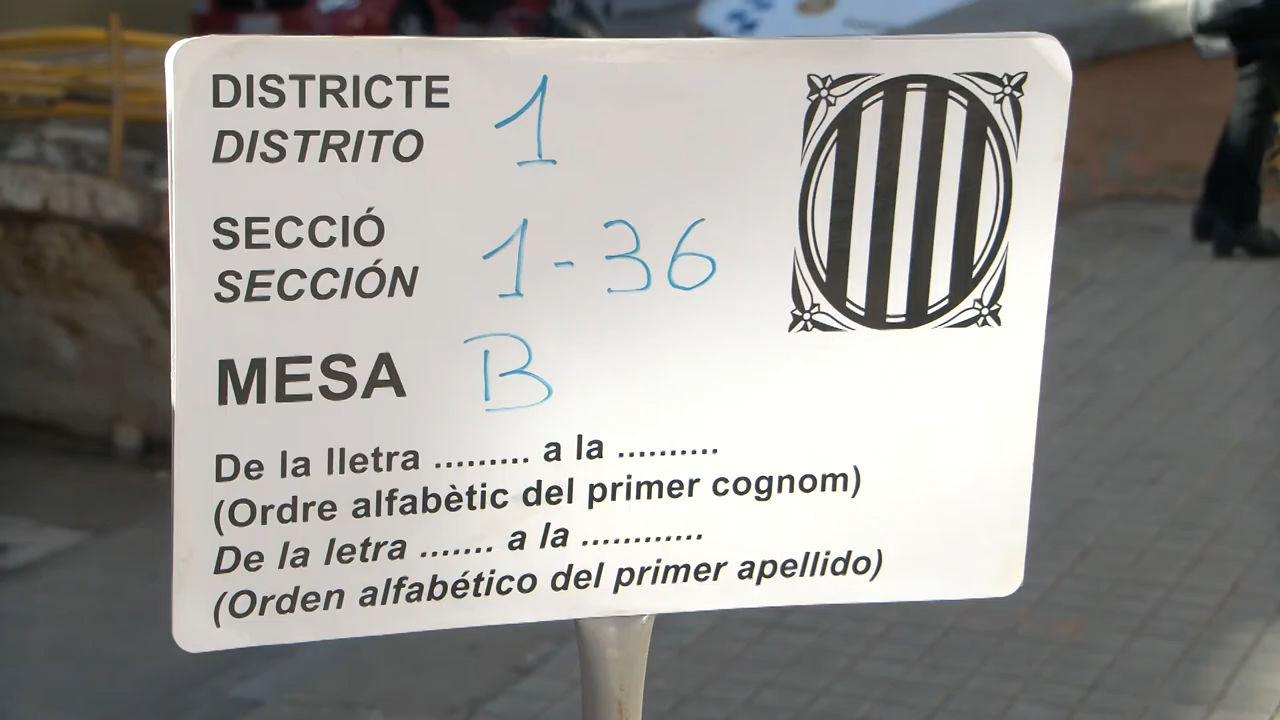 DISTRICTE 1
DISTRITO
SECCIÓ 1-36
SECCIÓN
MESA B
De la lletra ......... a la ..........
(Ordre alfabètic del primer cognom)
De la letra ....... a la ............
(Orden alfabético del primer apellido)